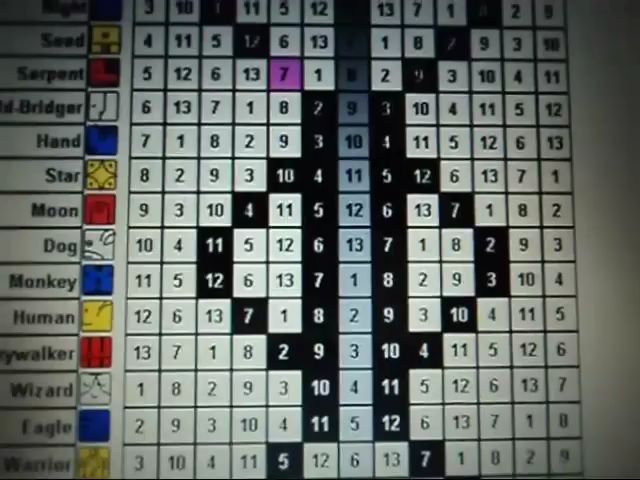 Night 3 10 11 5 12 13 7 1 2 9
Seed 4 11 5 12 6 13 7 1 8 2 9 3 10
Serpent 5 12 6 13 7 1 8 2 9 3 10 4 11
ld-Bridger 6 13 7 1 8 2 9 3 10 4 11 5 12
Hand 7 1 8 2 9 3 10 4 11 5 12 6 13
Star 8 2 9 3 10 4 11 5 12 6 13 7 1
Moon 9 3 10 4 11 5 12 6 13 7 1 8 2
Dog 10 4 11 5 12 6 13 7 1 8 2 9 3
Monkey 11 5 12 6 13 7 1 8 2 9 3 10 4
Human 12 6 13 7 1 8 2 9 3 10 4 11 5
ywalker 13 7 1 8 2 9 3 10 4 11 5 12 6
Wizard 1 8 2 9 3 10 4 11 5 12 6 13 7
Eagle 2 9 3 10 4 11 5 12 6 13 7 1 8
Warrior 3 10 4 11 5 12 6 13 7 1 8 2 9